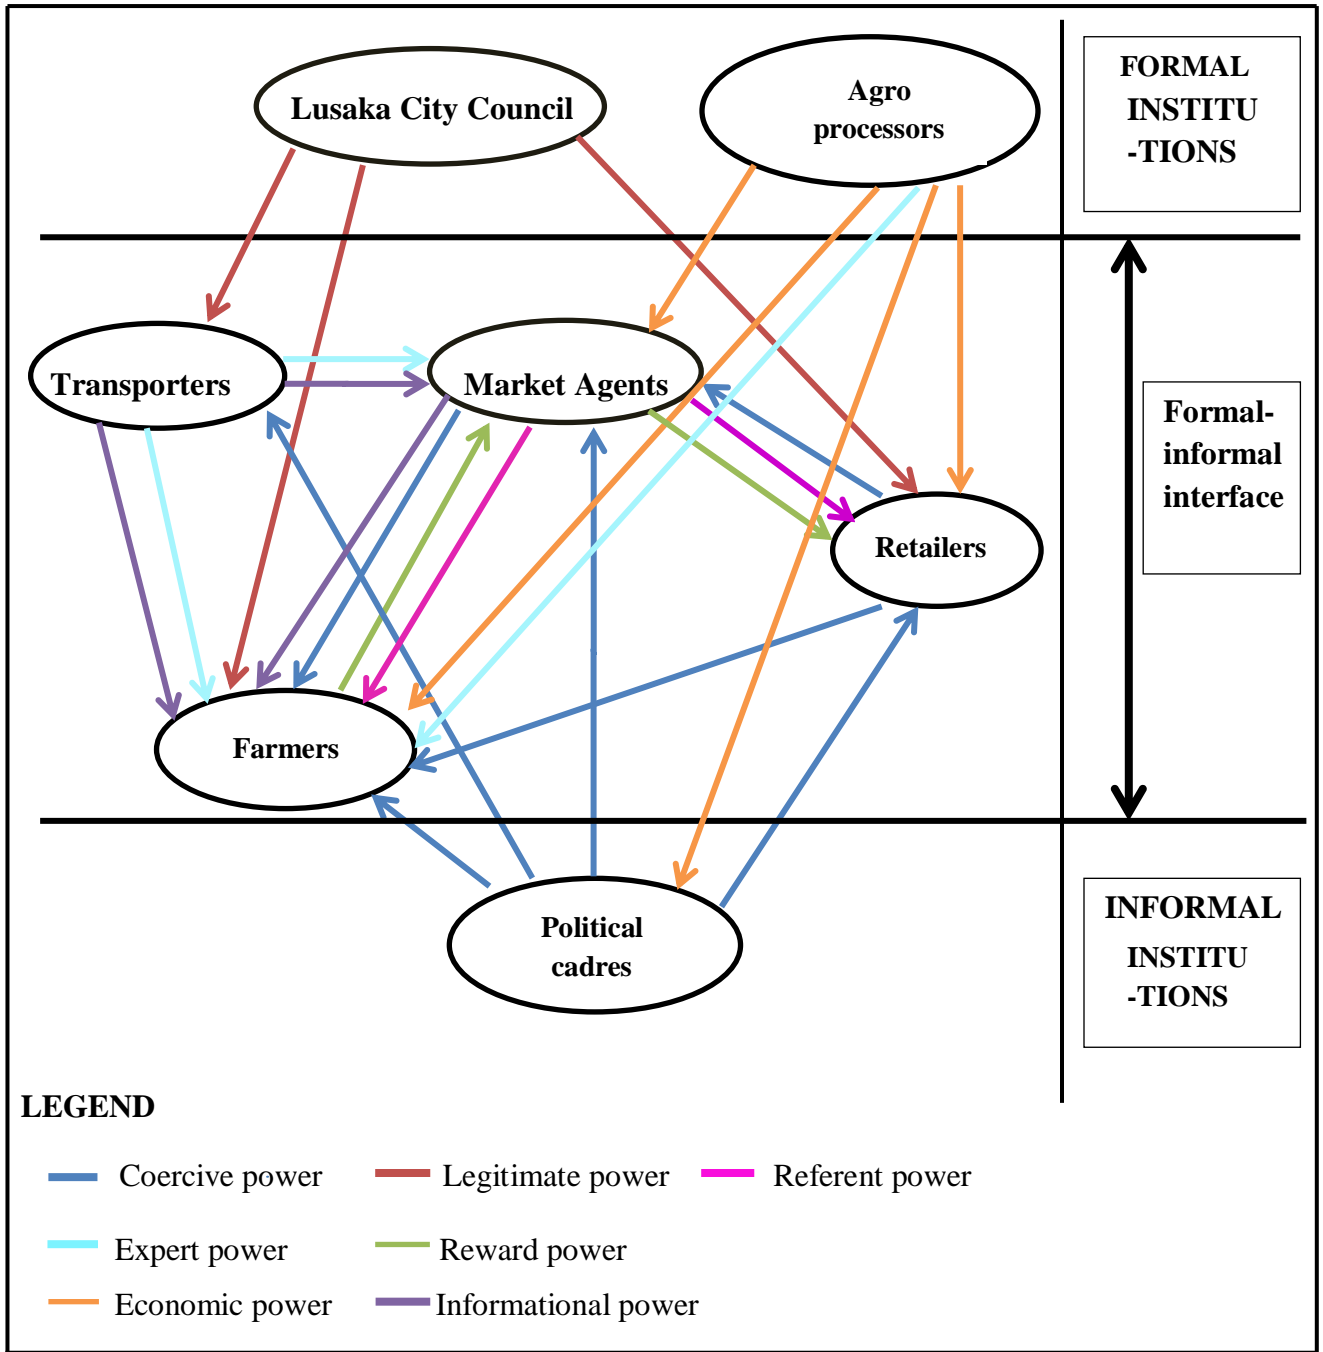 Lusaka City Council
Agro
processors
FORMAL
INSTITU
-TIONS
Transporters
Market Agents
Formal-
informal
interface
Retailers
Farmers
Political
cadres
INFORMAL
INSTITU
-TIONS
LEGEND
Coercive power
Legitimate power
Referent power
Expert power
Reward power
Economic power
Informational power